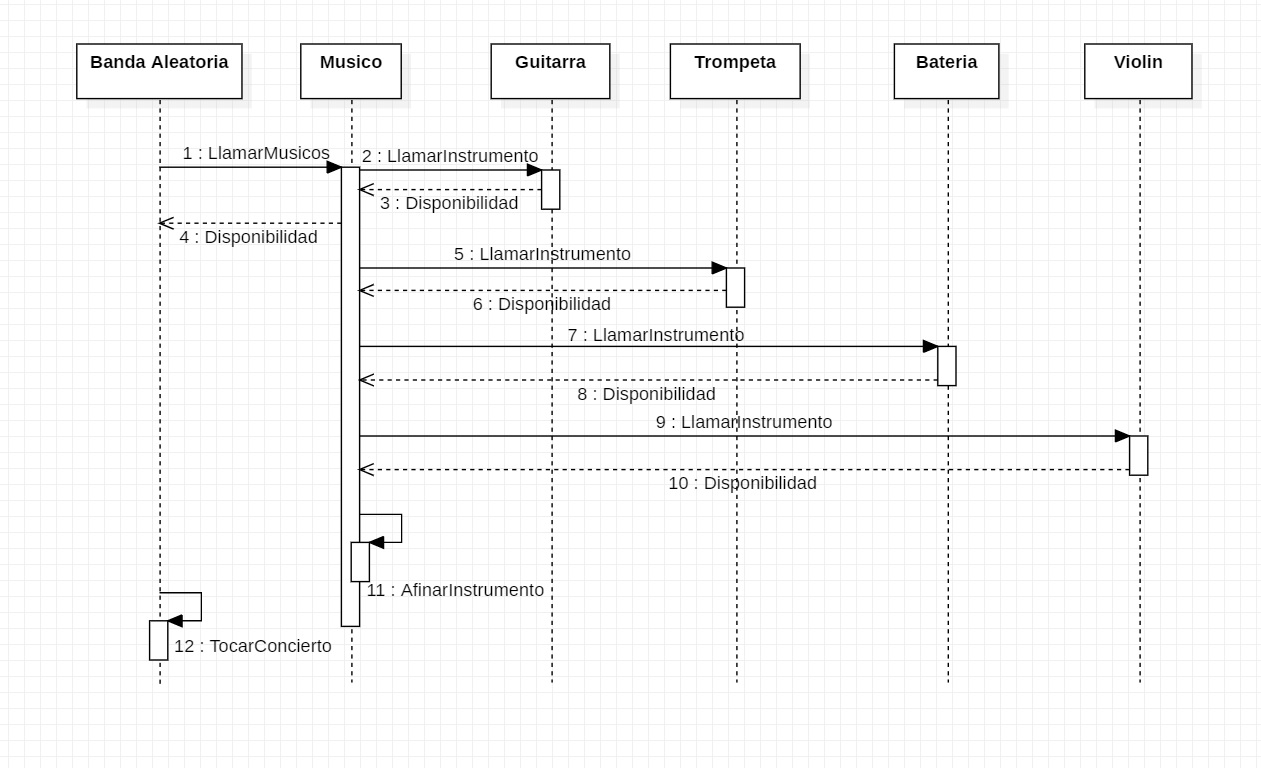 Banda Aleatoria
Musico
Guitarra
Trompeta
Bateria
Violin
1 : LlamarMusicos
2 : LlamarInstrumento
3 : Disponibilidad
4 : Disponibilidad
5 : LlamarInstrumento
6 : Disponibilidad
7 : LlamarInstrumento
8 : Disponibilidad
9 : LlamarInstrumento
10 : Disponibilidad
11 : AfinarInstrumento
12 : TocarConcierto